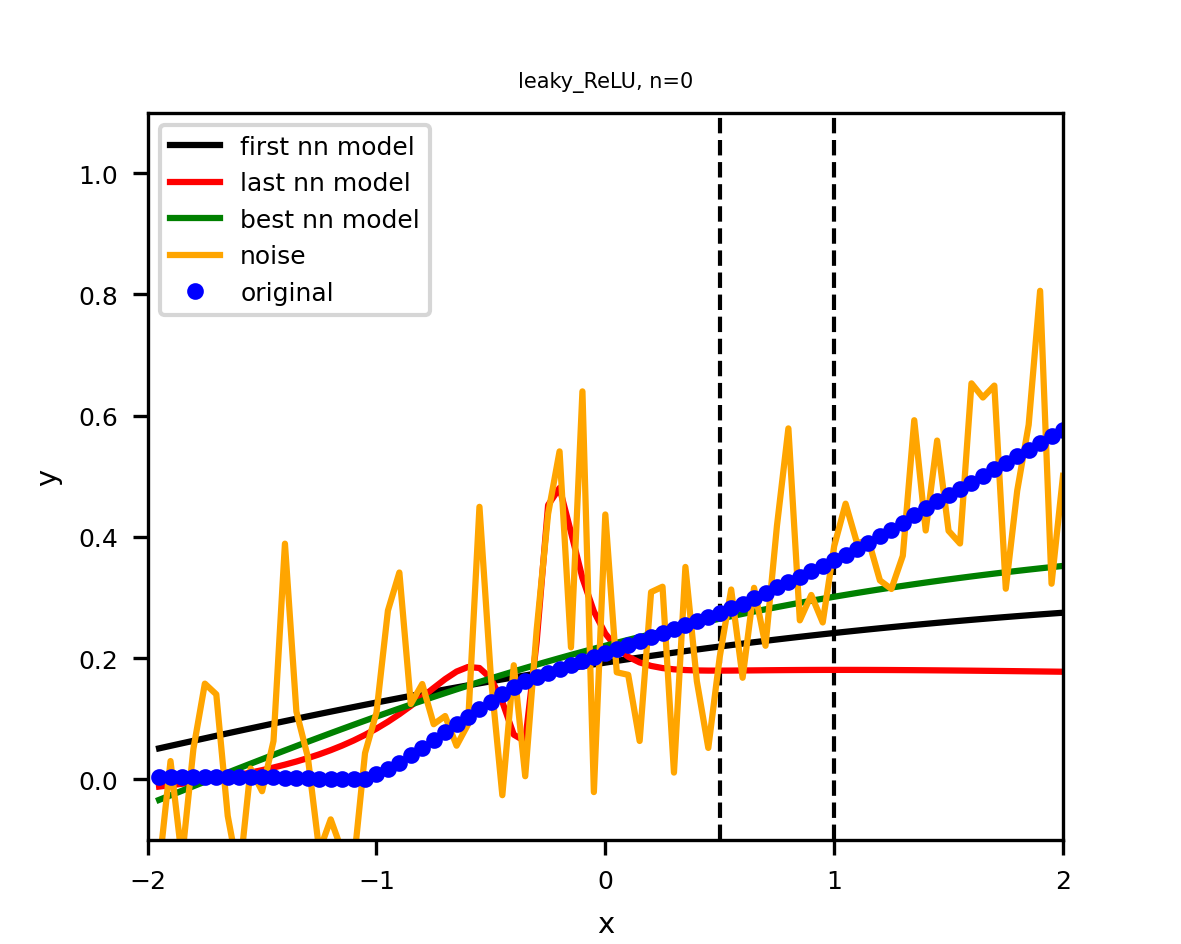 leaky_ReLU, n=0
first nn model
last nn model
best nn model
noise
original
y
1.0
0.8
0.6
0.4
0.2
0.0
−2 −1 0 1 2
x